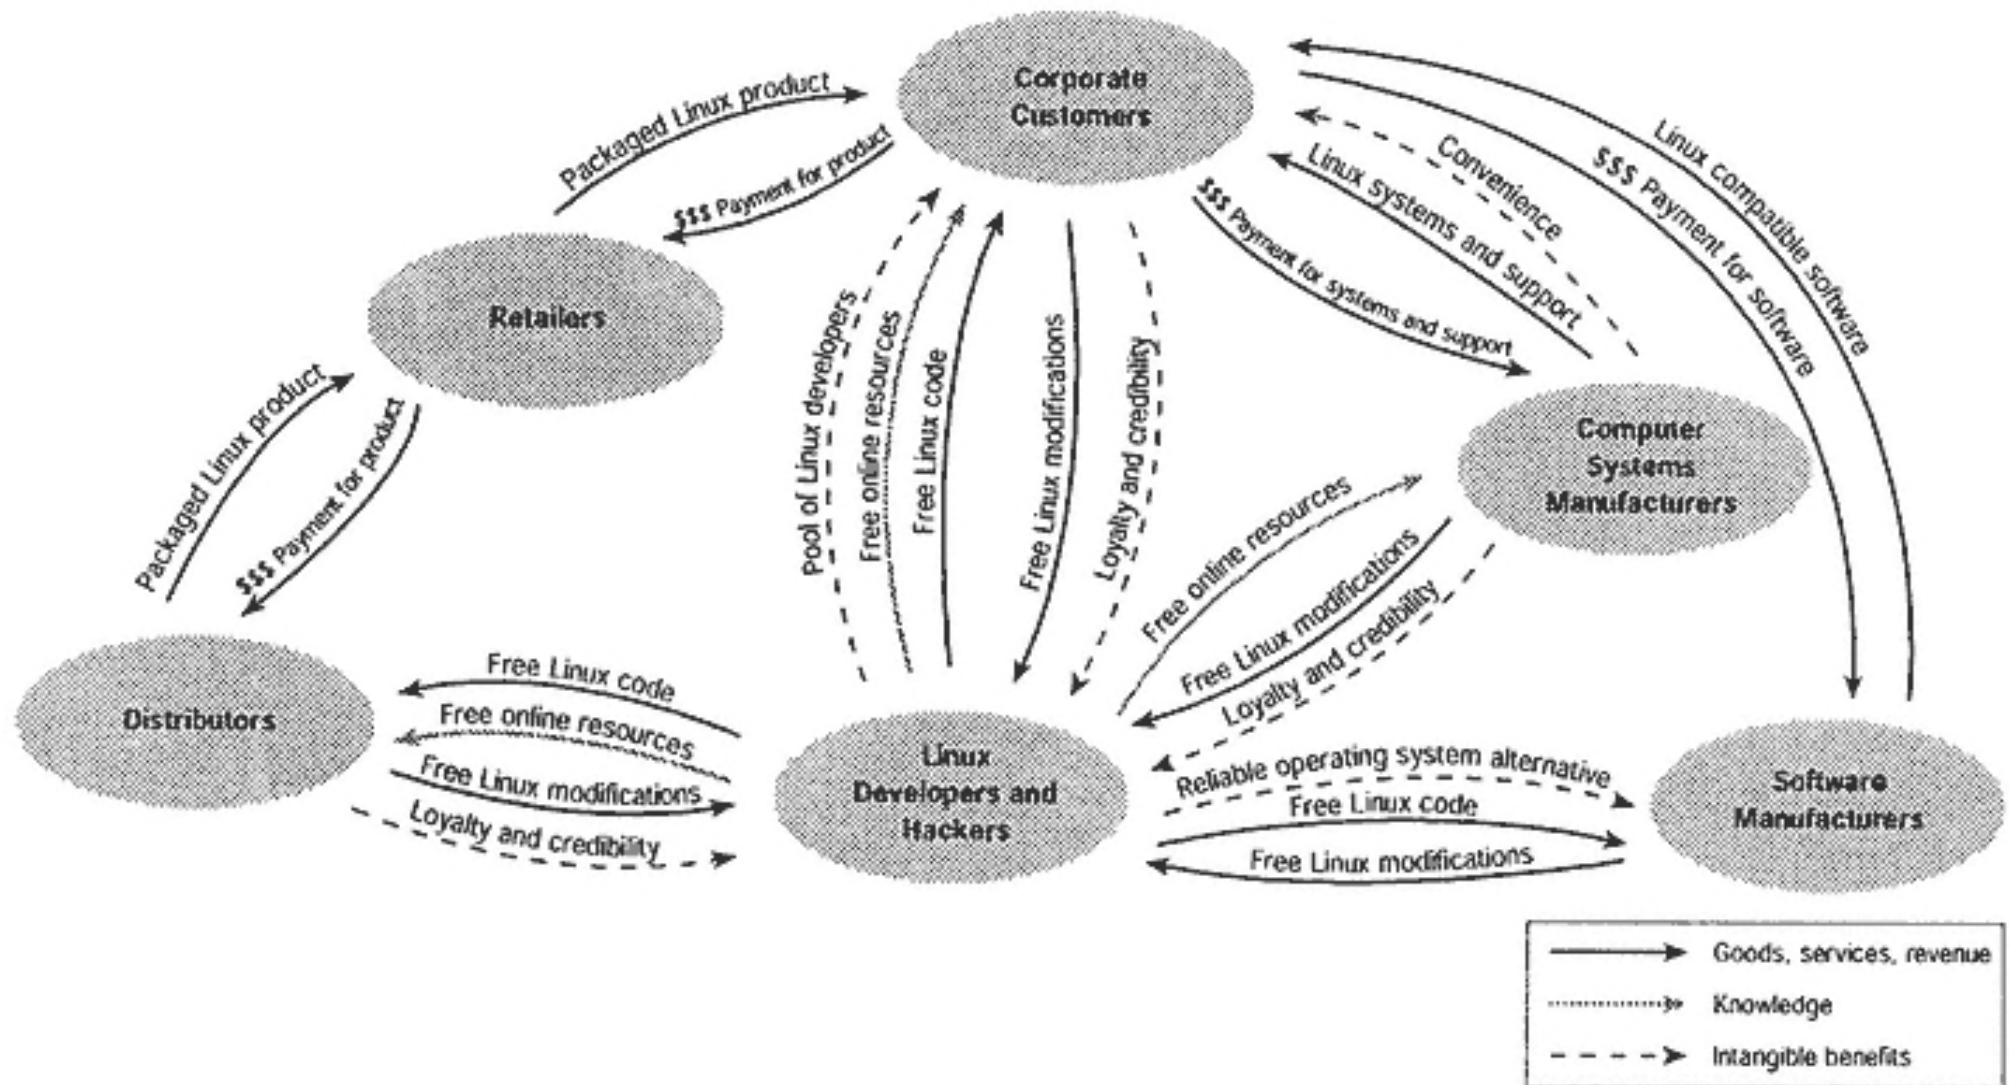 Corporate
Customers
Packaged Linux product
$$$ Payment for product
Linux compatible software
$$$ Payment for software
Convenience
Linux systems and support
$$$ Payment for systems and support
Retailers
Pool of Linux developers
Free online resources
Free Linux code
Free Linux modifications
Loyalty and credibility
Computer
Systems
Manufacturers
Packaged Linux product
$$$ Payment for product
Free online resources
Free Linux modifications
Loyalty and credibility
Distributors
Free Linux code
Free online resources
Free Linux modifications
Loyalty and credibility
Linux
Developers and
Hackers
Reliable operating system alternative
Free Linux code
Free Linux modifications
Software
Manufacturers
Goods, services, revenue
Knowledge
Intangible benefits